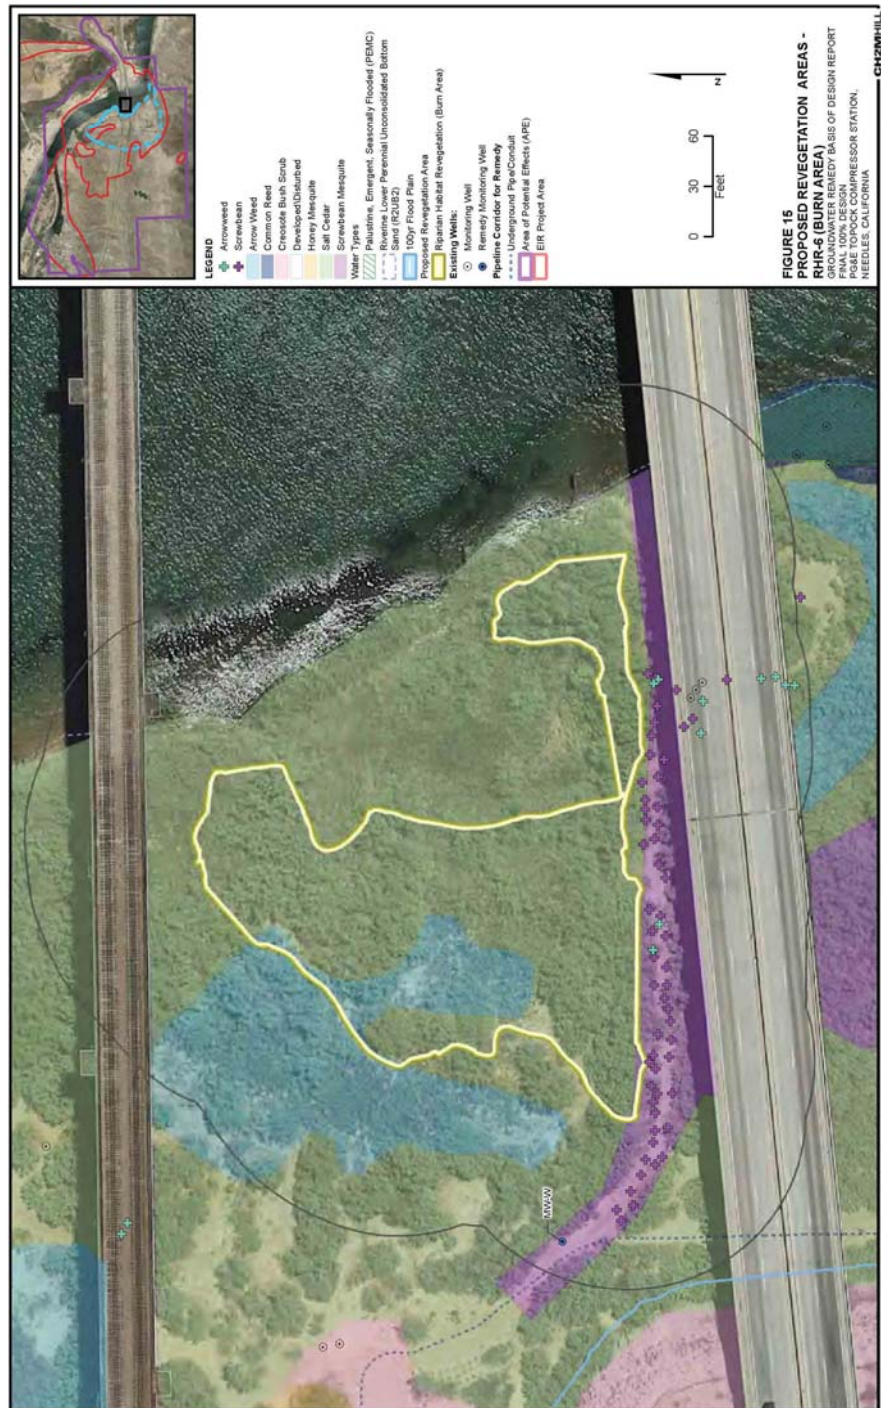 LEGEND
Arrowweed
Screwbean
Arrow Weed
Common Reed
Creosote Bush Scrub
Developed\Disturbed
Honey Mesquite
Salt Cedar
Screwbean Mesquite
Water Types
Palustrine, Emergent, Seasonally Flooded (PEMC)
Riverine Lower Perennial Unconsolidated Bottom
Sand (R2UB2)
100yr Flood Plain
Proposed Revegetation Area
Riparian Habitat Revegetation (Burn Area)
Existing Wells:
Monitoring Well
Remedy Monitoring Well
Pipeline Corridor for Remedy
Underground Pipe/Conduit
Area of Potential Effects (APE)
EIR Project Area
0 30 60
Feet
N
FIGURE 15
PROPOSED REVEGETATION AREAS -
RHR-6 (BURN AREA)
GROUNDWATER REMEDY BASIS OF DESIGN REPORT
FINAL 100% DESIGN
PG&E TOPOCK COMPRESSOR STATION,
NEEDLES, CALIFORNIA
CH2MHILL